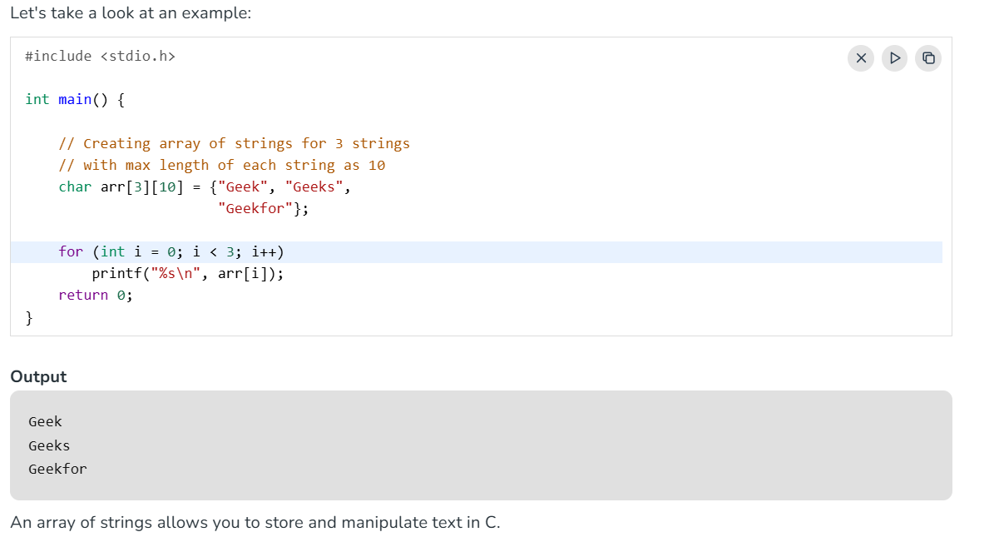 Let's take a look at an example:
#include <stdio.h>
int main() {
    // Creating array of strings for 3 strings
    // with max length of each string as 10
    char arr[3][10] = {"Geek", "Geeks",
                       "Geekfor"};
    for (int i = 0; i < 3; i++)
        printf("%s\n", arr[i]);
    return 0;
}
Output
Geek
Geeks
Geekfor
An array of strings allows you to store and manipulate text in C.